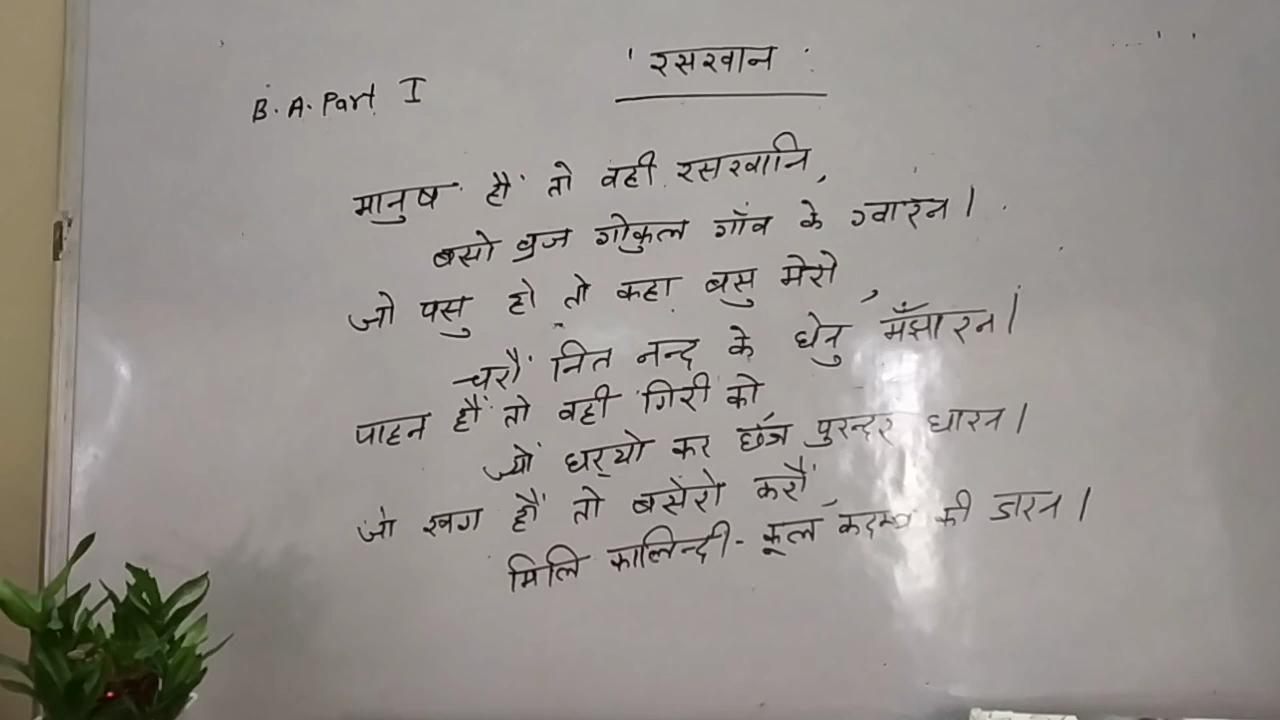 रसखान
B. A. Part I
मानुष हौं तो वही रसखानि,
बसो ब्रज गोकुल गाँव के ग्वारन।
जो पसु हो तो कहा बसु मेरो,
चरौं नित नन्द के धेनु मँझारन।
पाहन हौं तो वही गिरी को
ज्यों धर्‌यो कर छत्र पुरन्दर धारन।
जो खग हौं तो बसेरो करौं,
मिलि कालिन्दी-कूल कदम्ब की डारन।